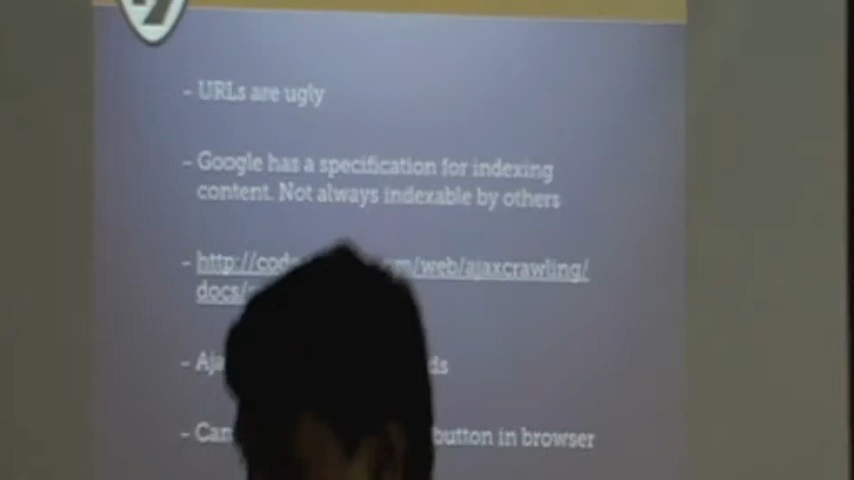 - URLs are ugly
- Google has a specification for indexing
content. Not always indexable by others
- http://cod m/web/ajaxcrawling/
docs/
- Aja ds
- Can button in browser